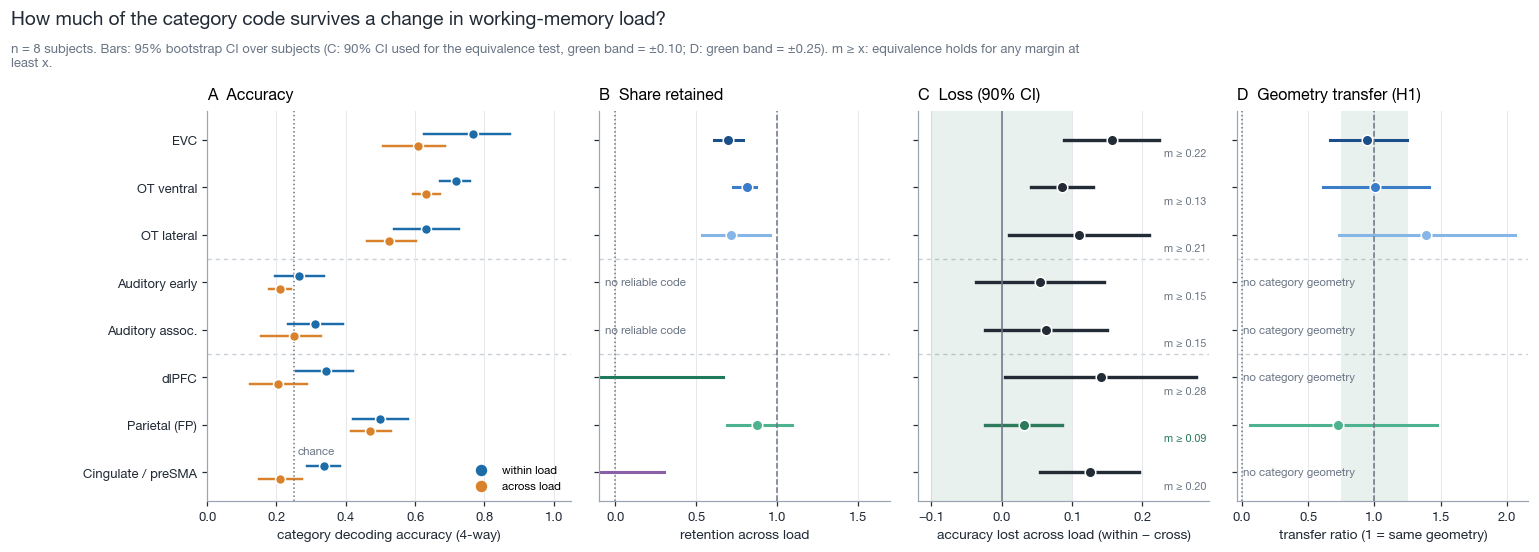 How much of the category code survives a change in working-memory load?
n = 8 subjects. Bars: 95% bootstrap CI over subjects (C: 90% CI used for the equivalence test, green band = ±0.10; D: green band = ±0.25). m ≥ x: equivalence holds for any margin at
least x.
A Accuracy
B Share retained
C Loss (90% CI)
D Geometry transfer (H1)
EVC
m ≥ 0.22
OT ventral
m ≥ 0.13
OT lateral
m ≥ 0.21
Auditory early
no reliable code
no category geometry
m ≥ 0.15
Auditory assoc.
no reliable code
no category geometry
m ≥ 0.15
dlPFC
no category geometry
m ≥ 0.28
Parietal (FP)
m ≥ 0.09
chance
Cingulate / preSMA
no category geometry
m ≥ 0.20
within load
across load
0.0 0.2 0.4 0.6 0.8 1.0
0.0 0.5 1.0 1.5
−0.1 0.0 0.1 0.2
0.0 0.5 1.0 1.5 2.0
category decoding accuracy (4-way)
retention across load
accuracy lost across load (within − cross)
transfer ratio (1 = same geometry)